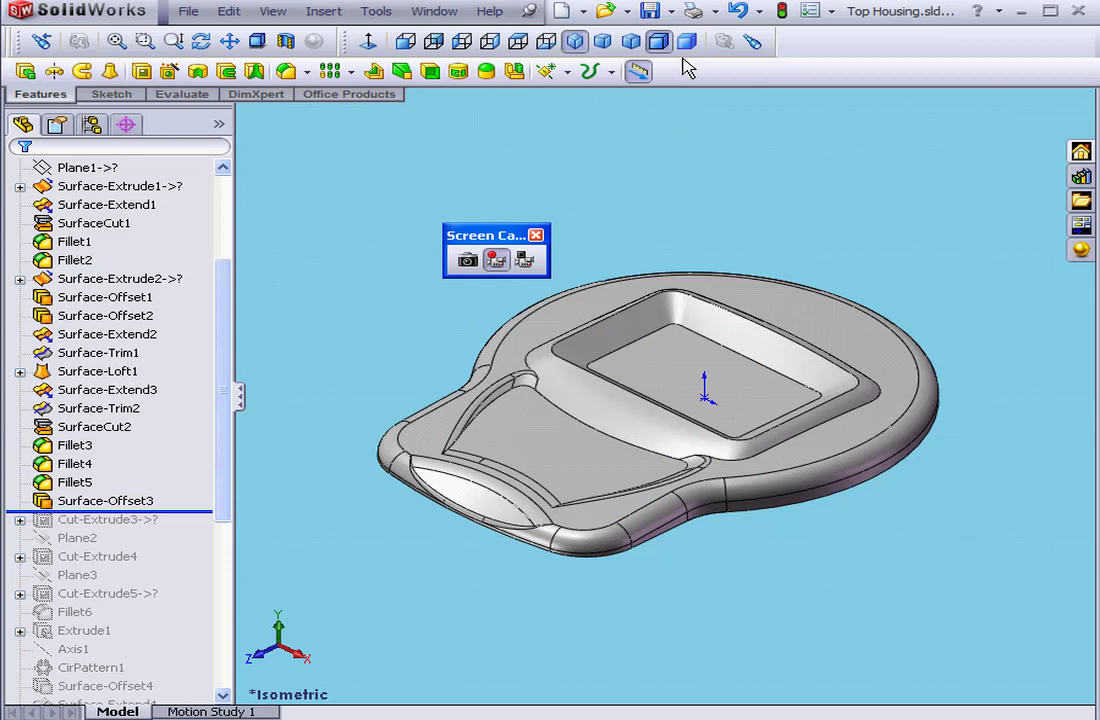 SolidWorks File Edit View Insert Tools Window Help Top Housing.sld...
Features Sketch Evaluate DimXpert Office Products
Plane1->?
Surface-Extrude1->?
Surface-Extend1
SurfaceCut1
Fillet1
Fillet2
Surface-Extrude2->?
Surface-Offset1
Surface-Offset2
Surface-Extend2
Surface-Trim1
Surface-Loft1
Surface-Extend3
Surface-Trim2
SurfaceCut2
Fillet3
Fillet4
Fillet5
Surface-Offset3
Cut-Extrude3->?
Plane2
Cut-Extrude4
Plane3
Cut-Extrude5->?
Fillet6
Extrude1
Axis1
CirPattern1
Surface-Offset4
Screen Ca...
Y
Z
X
*Isometric
Model Motion Study 1